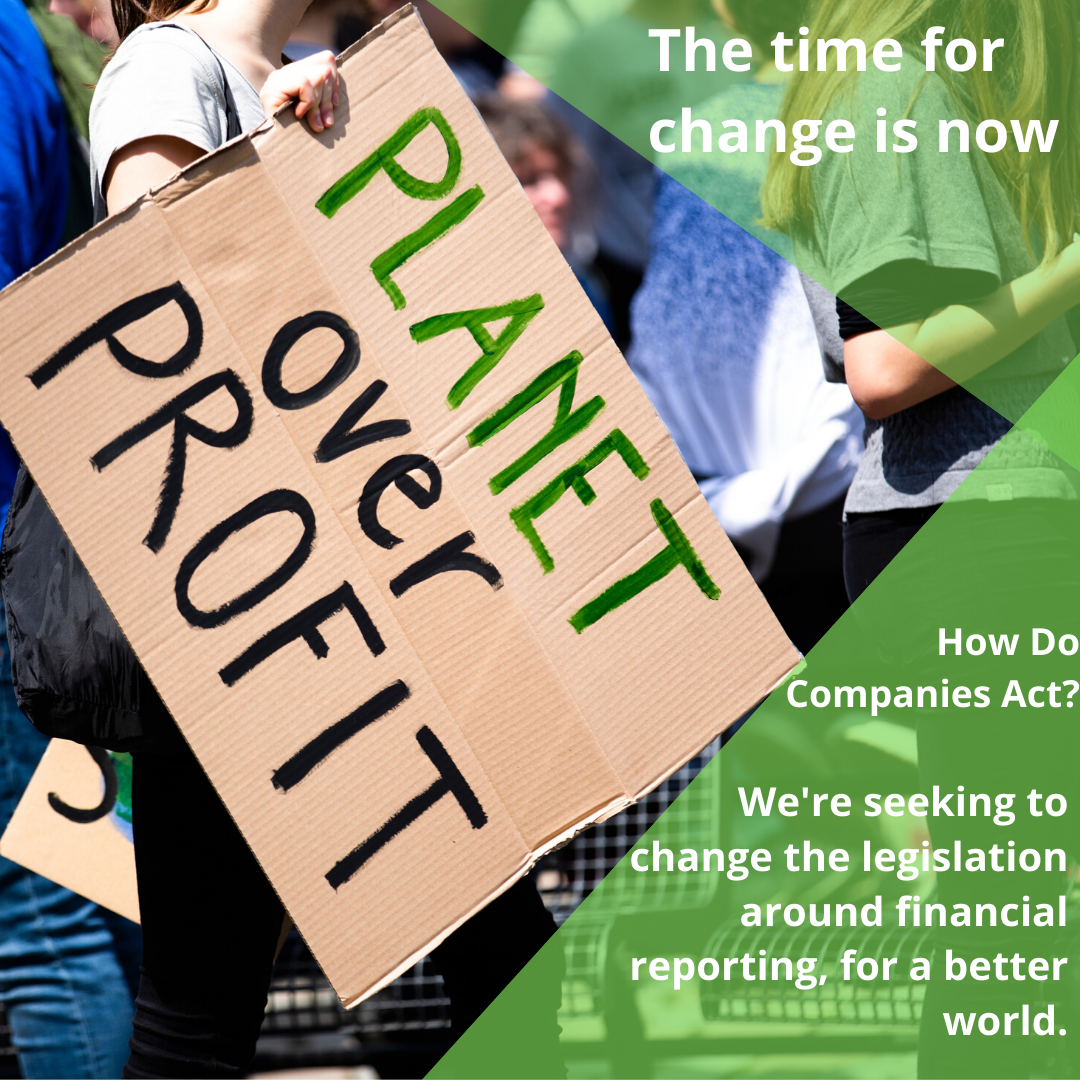 The time for
change is now
PLANET
over
PROFIT
How Do
Companies Act?
We're seeking to
change the legislation
around financial
reporting, for a better
world.